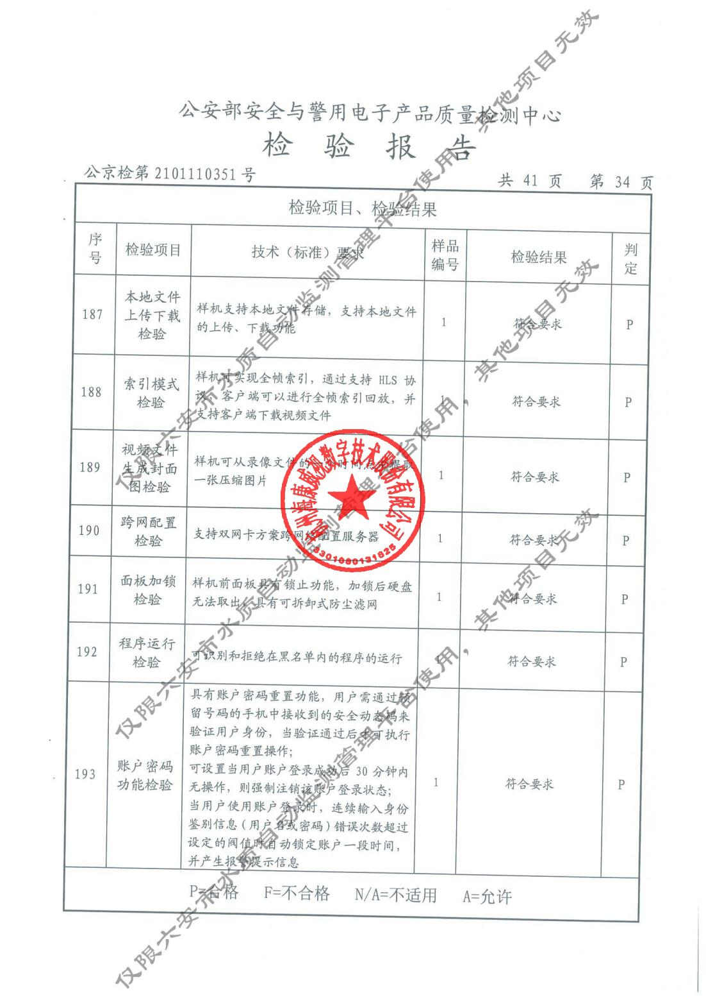 公安部安全与警用电子产品质量检测中心
检 验 报 告
公京检第 2101110351 号
共 41 页 第 34 页
检验项目、检验结果
序号 检验项目 技术（标准）要求 样品编号 检验结果 判定
187 本地文件上传下载检验 样机支持本地文件存储，支持本地文件
的上传、下载功能 1 符合要求 P
188 索引模式检验 样机可实现全帧索引，通过支持 HLS 协
议，客户端可以进行全帧索引回放，并
支持客户端下载视频文件 1 符合要求 P
189 视频文件生成封面图检验 样机可从录像文件的 时间点 提取
一张压缩图片 1 符合要求 P
190 跨网配置检验 支持双网卡方案跨网络配置服务器 1 符合要求 P
191 面板加锁检验 样机前面板具有锁止功能，加锁后硬盘
无法取出，具有可拆卸式防尘滤网 1 符合要求 P
192 程序运行检验 可识别和拒绝在黑名单内的程序的运行 符合要求 P
193 账户密码功能检验 具有账户密码重置功能，用户需通过预
留号码的手机中接收到的安全动态码来
验证用户身份，当验证通过后才可执行
账户密码重置操作；
可设置当用户账户登录成功后 30 分钟内
无操作，则强制注销该账户登录状态；
当用户使用账户登录时，连续输入身份
鉴别信息（用户名或密码）错误次数超过
设定的阀值时自动锁定账户一段时间，
并产生报警提示信息 1 符合要求 P
P=合格 F=不合格 N/A=不适用 A=允许
杭州海康威视数字技术股份有限公司
3301080131825
仅限六安市水质自动监测管理平台使用，其他项目无效
仅限六安市水质自动监测管理平台使用，其他项目无效
仅限六安市水质自动监测管理平台使用，其他项目无效